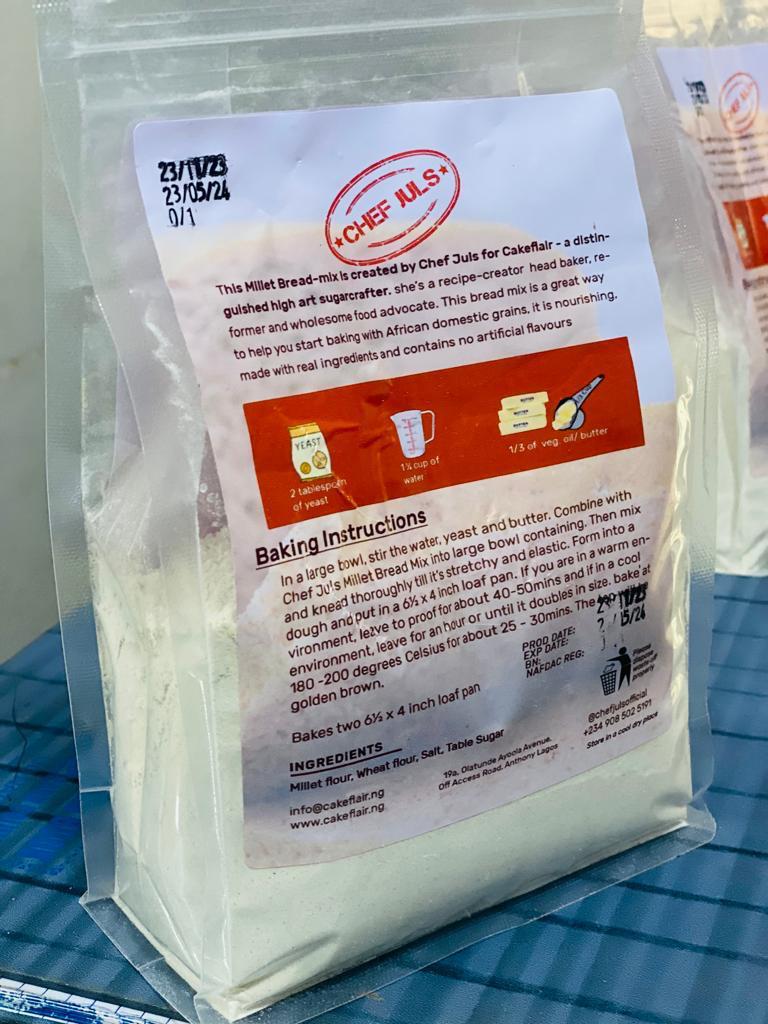 23/11/23
23/05/24
0/1
CHEF JULS
This Millet Bread-mix is created by Chef Juls for Cakeflair - a distin-
guished high art sugarcrafter. she's a recipe-creator head baker, re-
former and wholesome food advocate. This bread mix is a great way
to help you start baking with African domestic grains, it is nourishing,
made with real ingredients and contains no artificial flavours
YEAST
BUTTER
BUTTER
BUTTER
2 tablespoon
of yeast
1¼ cup of
water
1/3 of veg oil/ butter
Baking Instructions
In a large bowl, stir the water, yeast and butter. Combine with
Chef Juls Millet Bread Mix into large bowl containing. Then mix
and knead thoroughly till it's stretchy and elastic. Form into a
dough and put in a 6½ x 4 inch loaf pan. If you are in a warm en-
vironment, leave to proof for about 40-50mins and if in a cool
environment, leave for an hour or until it doubles in size. bake at
180 -200 degrees Celsius for about 25 - 30mins. The
golden brown.
PROD DATE:
EXP DATE:
BN:
NAFDAC REG:
Please
dispose
properly
Bakes two 6½ x 4 inch loaf pan
INGREDIENTS
Millet flour, Wheat flour, Salt, Table Sugar
info@cakeflair.ng
www.cakeflair.ng
19a, Olatunde Ayoola Avenue,
Off Access Road, Anthony Lagos
@chefjulsofficial
+234 908 502 5191
Store in a cool dry place